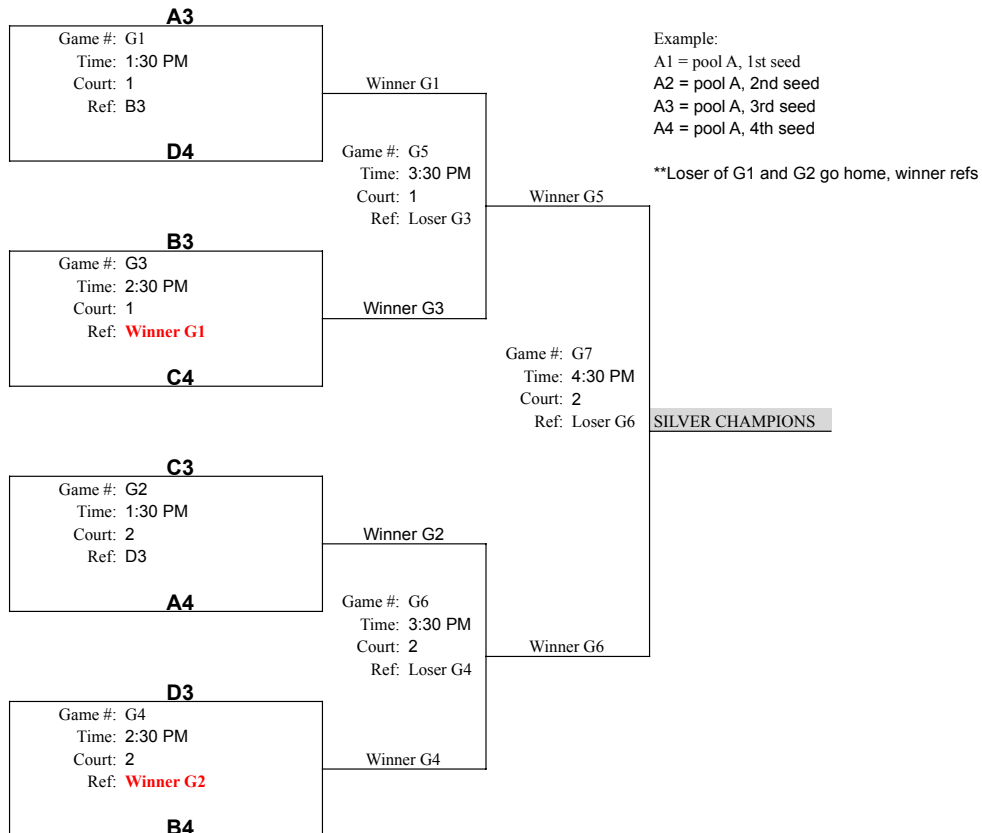 A3
Game #: G1
Time: 1:30 PM
Court: 1
Ref: B3
D4
Winner G1
Game #: G5
Time: 3:30 PM
Court: 1
Ref: Loser G3
Winner G5
B3
Game #: G3
Time: 2:30 PM
Court: 1
Ref: Winner G1
C4
Winner G3
Game #: G7
Time: 4:30 PM
Court: 2
Ref: Loser G6
SILVER CHAMPIONS
C3
Game #: G2
Time: 1:30 PM
Court: 2
Ref: D3
A4
Winner G2
Game #: G6
Time: 3:30 PM
Court: 2
Ref: Loser G4
Winner G6
D3
Game #: G4
Time: 2:30 PM
Court: 2
Ref: Winner G2
B4
Winner G4
Example:
A1 = pool A, 1st seed
A2 = pool A, 2nd seed
A3 = pool A, 3rd seed
A4 = pool A, 4th seed
**Loser of G1 and G2 go home, winner refs